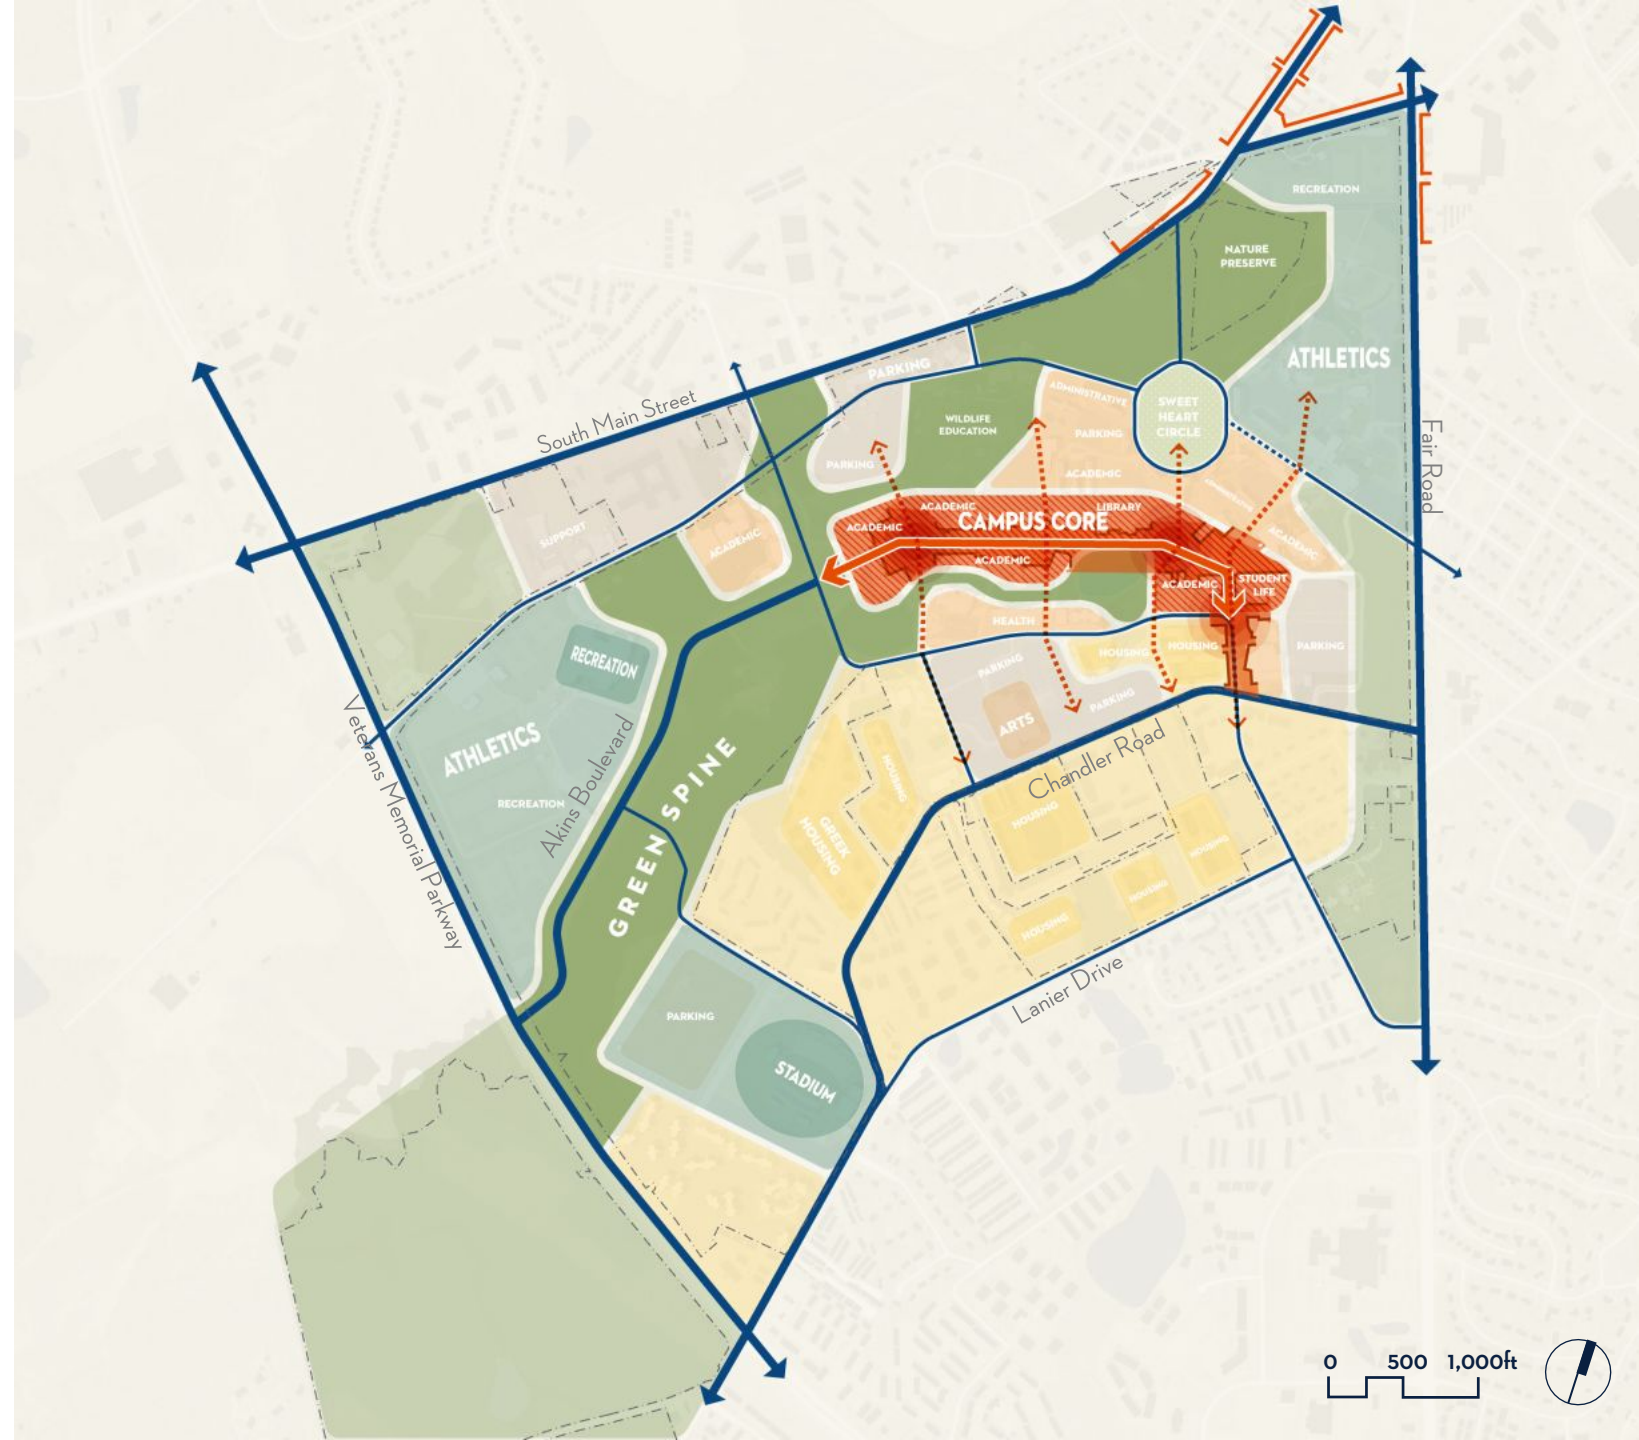 RECREATION
NATURE
PRESERVE
ATHLETICS
PARKING
ADMINISTRATIVE
SWEET
HEART
CIRCLE
South Main Street
WILDLIFE
EDUCATION
PARKING
Fair Road
PARKING
ACADEMIC
ADMINISTRATIVE
ACADEMIC
LIBRARY
ACADEMIC
CAMPUS CORE
SUPPORT
ACADEMIC
ACADEMIC
ACADEMIC
ACADEMIC
STUDENT
LIFE
HEALTH
HOUSING
HOUSING
PARKING
RECREATION
PARKING
PARKING
ARTS
Veterans Memorial Parkway
ATHLETICS
Akins Boulevard
RECREATION
GREEN SPINE
HOUSING
Chandler Road
GREEK
HOUSING
HOUSING
HOUSING
HOUSING
HOUSING
Lanier Drive
PARKING
STADIUM
0 500 1,000ft